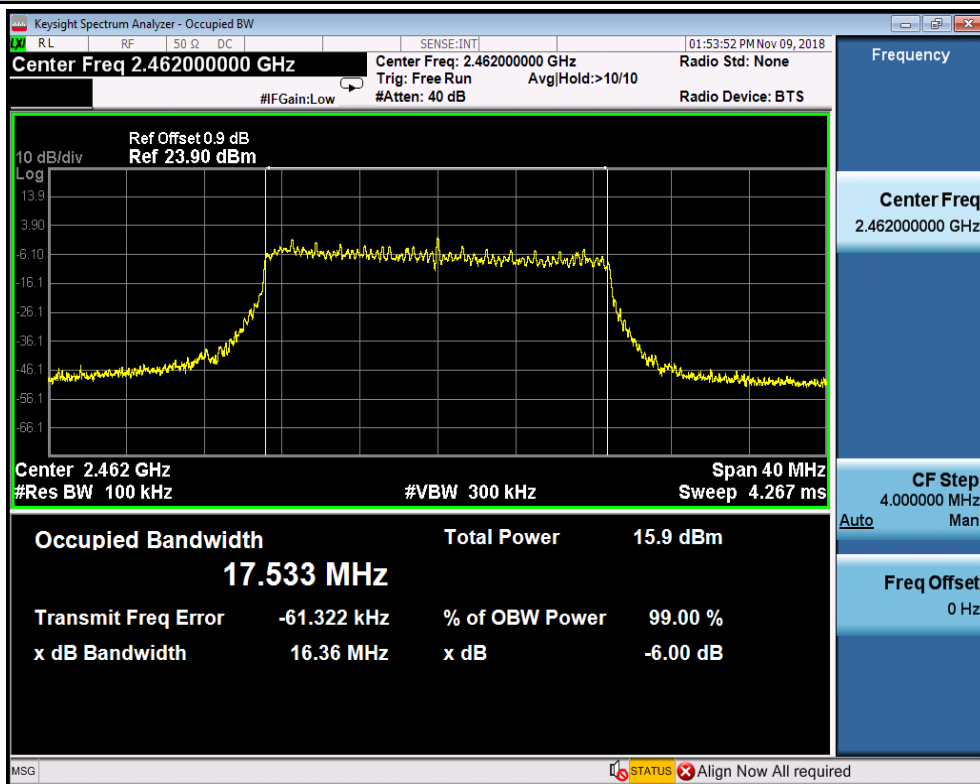 Keysight Spectrum Analyzer - Occupied BW
LXI RL RF 50 Ω DC SENSE:INT 01:53:52 PM Nov 09, 2018
Center Freq 2.462000000 GHz
Center Freq: 2.462000000 GHz
Radio Std: None
Trig: Free Run Avg|Hold:>10/10
#IFGain:Low
#Atten: 40 dB
Radio Device: BTS
Ref Offset 0.9 dB
10 dB/div Ref 23.90 dBm
Log
13.9
3.90
-6.10
-16.1
-26.1
-36.1
-46.1
-56.1
-66.1
Center 2.462 GHz Span 40 MHz
#Res BW 100 kHz #VBW 300 kHz Sweep 4.267 ms
Occupied Bandwidth Total Power 15.9 dBm
17.533 MHz
Transmit Freq Error -61.322 kHz % of OBW Power 99.00 %
x dB Bandwidth 16.36 MHz x dB -6.00 dB
Frequency
Center Freq
2.462000000 GHz
CF Step
4.000000 MHz
Auto Man
Freq Offset
0 Hz
MSG STATUS Align Now All required